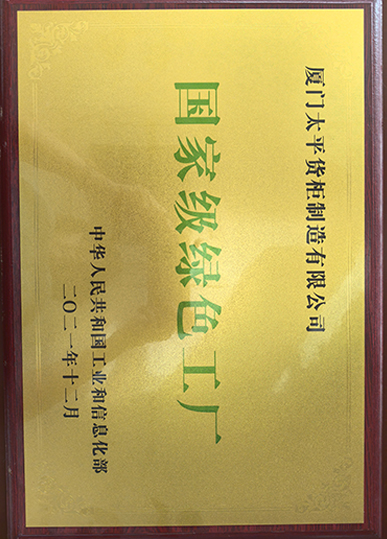 厦门太平货柜制造有限公司
国家级绿色工厂
中华人民共和国工业和信息化部
二〇二一年十二月